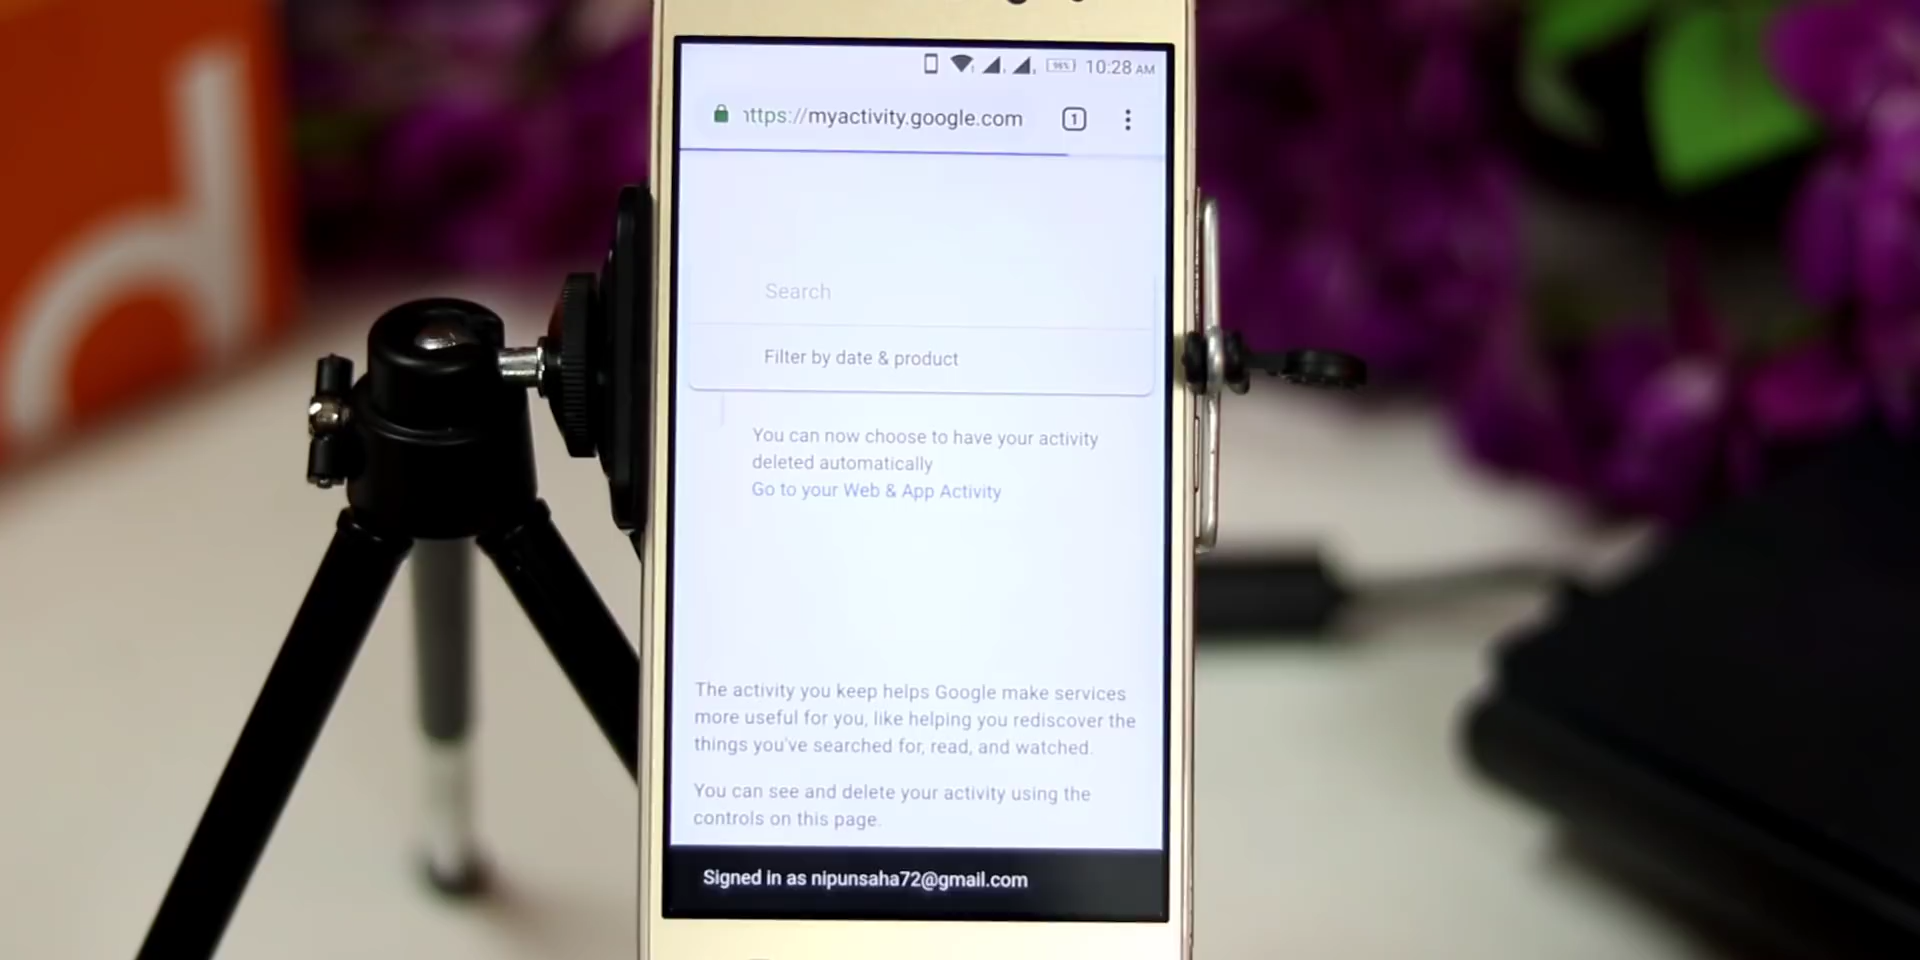 96%
10:28 AM
https://myactivity.google.com
1
Search
Filter by date & product
You can now choose to have your activity
deleted automatically
Go to your Web & App Activity
The activity you keep helps Google make services
more useful for you, like helping you rediscover the
things you've searched for, read, and watched.
You can see and delete your activity using the
controls on this page.
Signed in as nipunsaha72@gmail.com